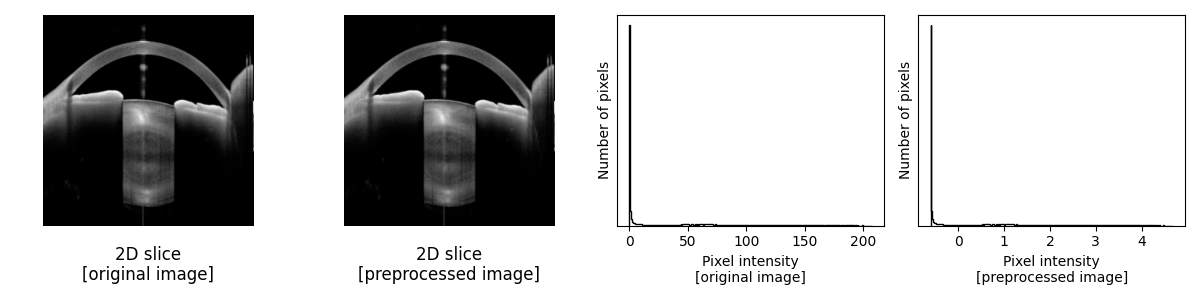 2D slice
[original image]
2D slice
[preprocessed image]
Number of pixels
0 50 100 150 200
Pixel intensity
[original image]
Number of pixels
0 1 2 3 4
Pixel intensity
[preprocessed image]